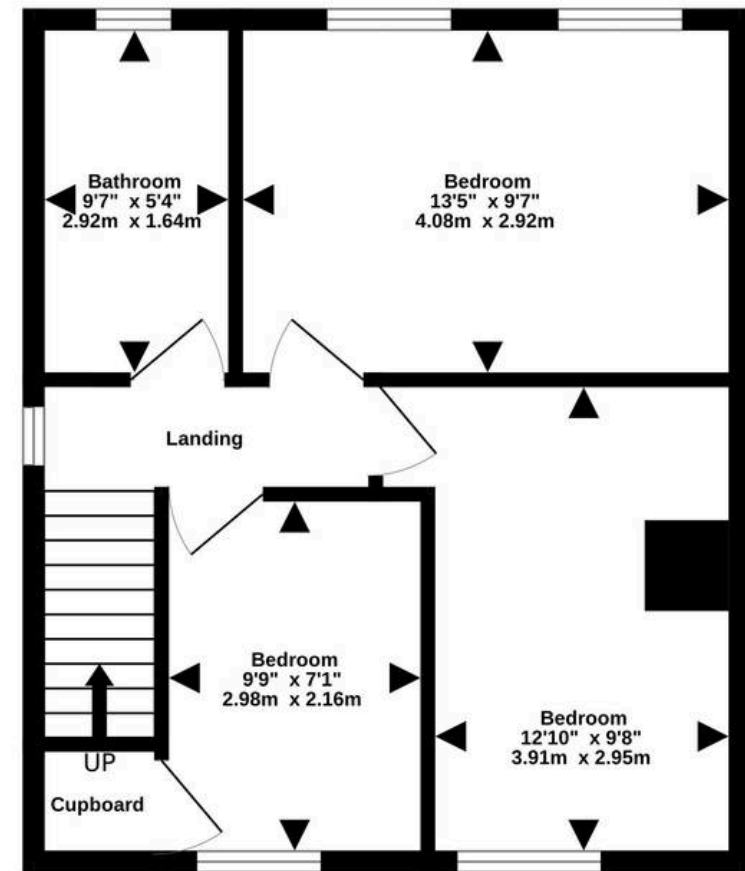 Bathroom
9'7" x 5'4"
2.92m x 1.64m
Bedroom
13'5" x 9'7"
4.08m x 2.92m
Landing
Bedroom
9'9" x 7'1"
2.98m x 2.16m
Bedroom
12'10" x 9'8"
3.91m x 2.95m
UP
Cupboard